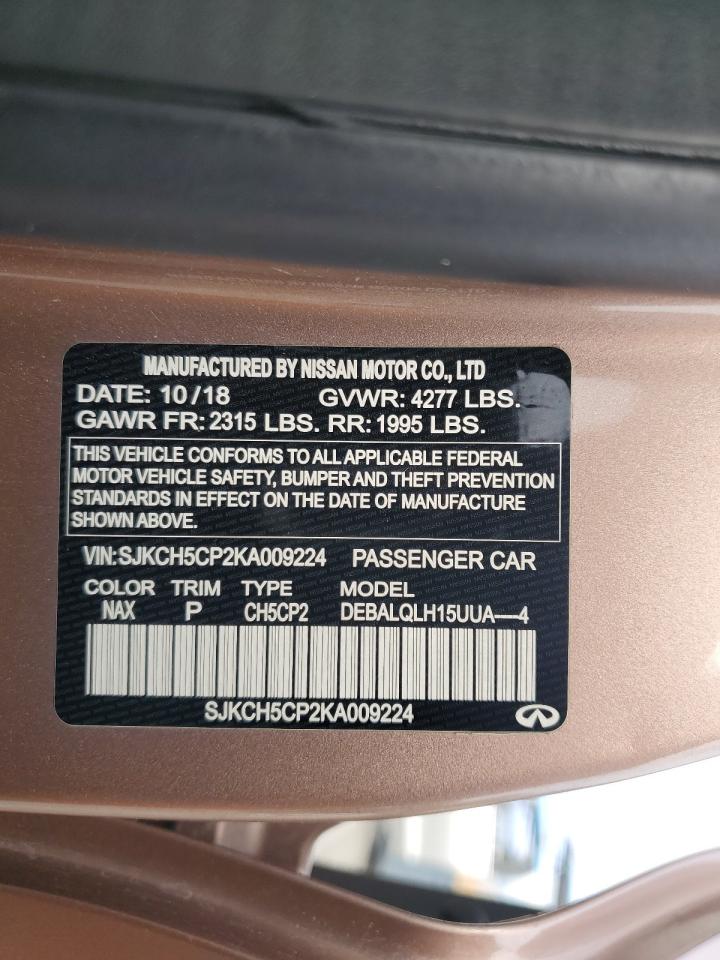 MANUFACTURED BY NISSAN MOTOR CO., LTD
DATE: 10/18 GVWR: 4277 LBS.
GAWR FR: 2315 LBS. RR: 1995 LBS.
THIS VEHICLE CONFORMS TO ALL APPLICABLE FEDERAL
MOTOR VEHICLE SAFETY, BUMPER AND THEFT PREVENTION
STANDARDS IN EFFECT ON THE DATE OF MANUFACTURE
SHOWN ABOVE.
VIN:SJKCH5CP2KA009224 PASSENGER CAR
COLOR TRIM TYPE MODEL
NAX P CH5CP2 DEBALQLH15UUA—4
SJKCH5CP2KA009224